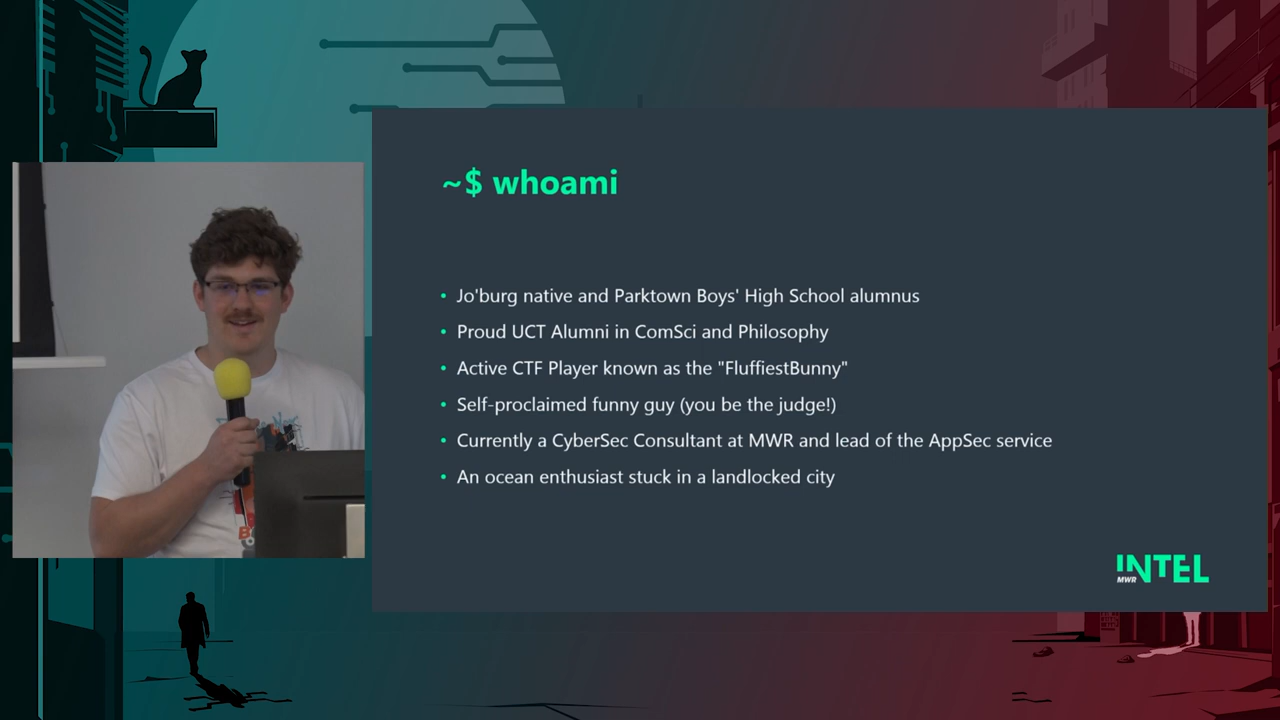 ~$ whoami
• Jo'burg native and Parktown Boys' High School alumnus
• Proud UCT Alumni in ComSci and Philosophy
• Active CTF Player known as the "FluffiestBunny"
• Self-proclaimed funny guy (you be the judge!)
• Currently a CyberSec Consultant at MWR and lead of the AppSec service
• An ocean enthusiast stuck in a landlocked city
INTEL
MWR